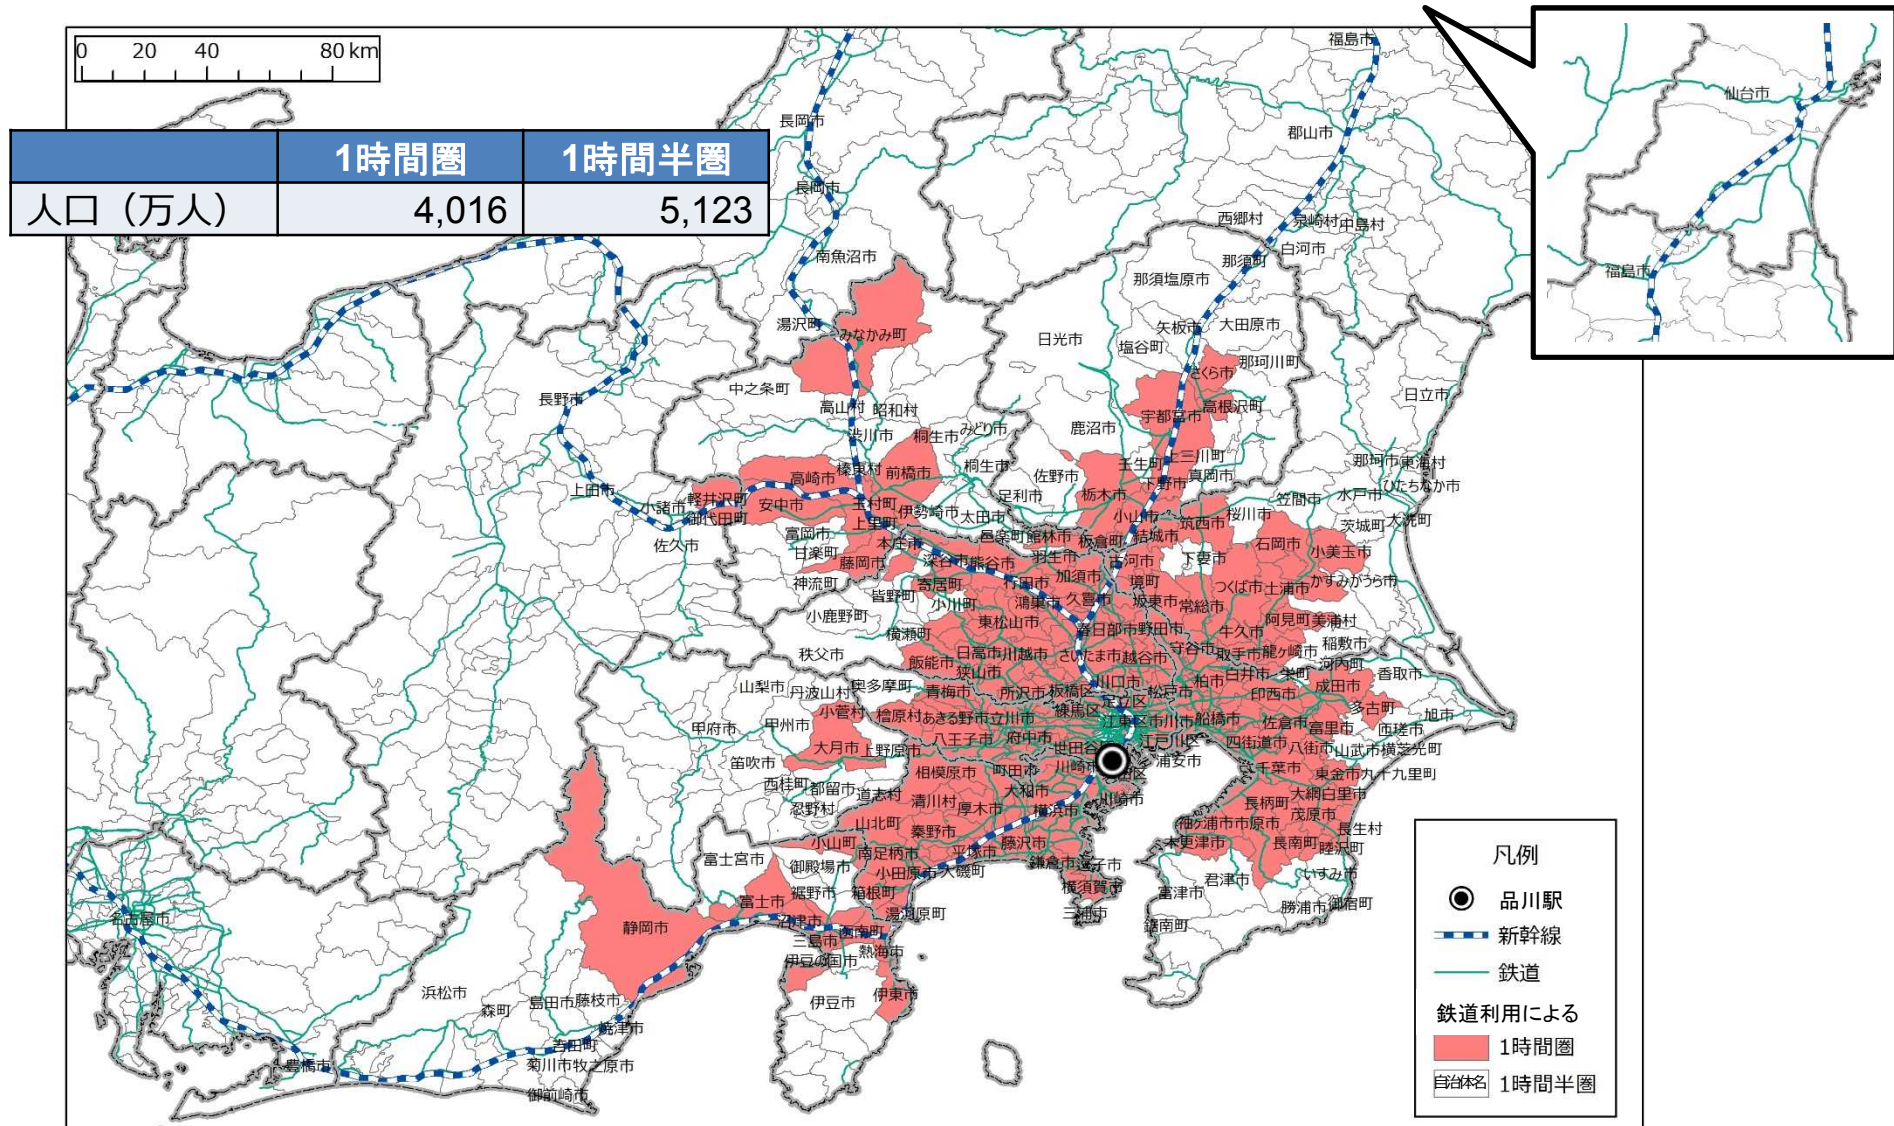 0 20 40 80 km
1時間圏 1時間半圏
人口（万人） 4,016 5,123
福島市
仙台市
長岡市
郡山市
長岡市
西郷村
泉崎村
中島村
白河市
南魚沼市
那須町
福島市
那須塩原市
湯沢町
みなかみ町
矢板市
大田原市
日光市
塩谷町
那珂川町
さくら市
中之条町
日立市
長野市
高山村
昭和村
高根沢町
宇都宮市
渋川市
桐生市
みどり市
鹿沼市
榛東村
前橋市
桐生市
佐野市
壬生町
上三川町
那珂市
東海村
高崎市
真岡市
ひたちなか市
上田市
軽井沢町
安中市
足利市
栃木市
下野市
笠間市
水戸市
小諸市
玉村町
伊勢崎市
太田市
小山市
桜川市
茨城町
大洗町
御代田町
上里町
筑西市
佐久市
富岡市
本庄市
邑楽町
館林市
板倉町
結城市
石岡市
小美玉市
甘楽町
藤岡市
深谷市
熊谷市
羽生市
古河市
下妻市
神流町
寄居町
行田市
加須市
境町
つくば市
土浦市
かすみがうら市
皆野町
小川町
鴻巣市
久喜市
坂東市
常総市
小鹿野町
東松山市
阿見町
美浦村
横瀬町
春日部市
野田市
牛久市
稲敷市
秩父市
飯能市
日高市
川越市
さいたま市
越谷市
守谷市
取手市
龍ヶ崎市
河内町
狭山市
川口市
柏市
白井市
栄町
香取市
山梨市
丹波山村
奥多摩町
青梅市
所沢市
板橋区
足立区
松戸市
印西市
成田市
多古町
小菅村
檜原村
あきる野市
立川市
練馬区
江東区
市川市
船橋市
佐倉市
富里市
旭市
匝瑳市
甲府市
甲州市
大月市
上野原市
八王子市
府中市
世田谷
江戸川区
四街道市
八街市
山武市
横芝光町
笛吹市
相模原市
町田市
川崎市
浦安市
千葉市
東金市
九十九里町
西桂町
都留市
道志村
大和市
川崎市
大網白里市
忍野村
清川村
厚木市
横浜市
長柄町
茂原市
山北町
秦野市
袖ケ浦市
市原市
長生村
小山町
南足柄市
平塚市
藤沢市
木更津市
長南町
睦沢町
富士宮市
御殿場市
小田原市
大磯町
鎌倉市
逗子市
君津市
いすみ市
裾野市
箱根町
横須賀市
富津市
富士市
湯河原町
三浦市
勝浦市
御宿町
名古屋市
静岡市
沼津市
函南町
鋸南町
三島市
熱海市
伊豆の国市
浜松市
森町
島田市
藤枝市
伊豆市
伊東市
焼津市
吉田町
豊橋市
菊川市
牧之原市
御前崎市
凡例
品川駅
新幹線
鉄道
鉄道利用による
1時間圏
自治体名 1時間半圏